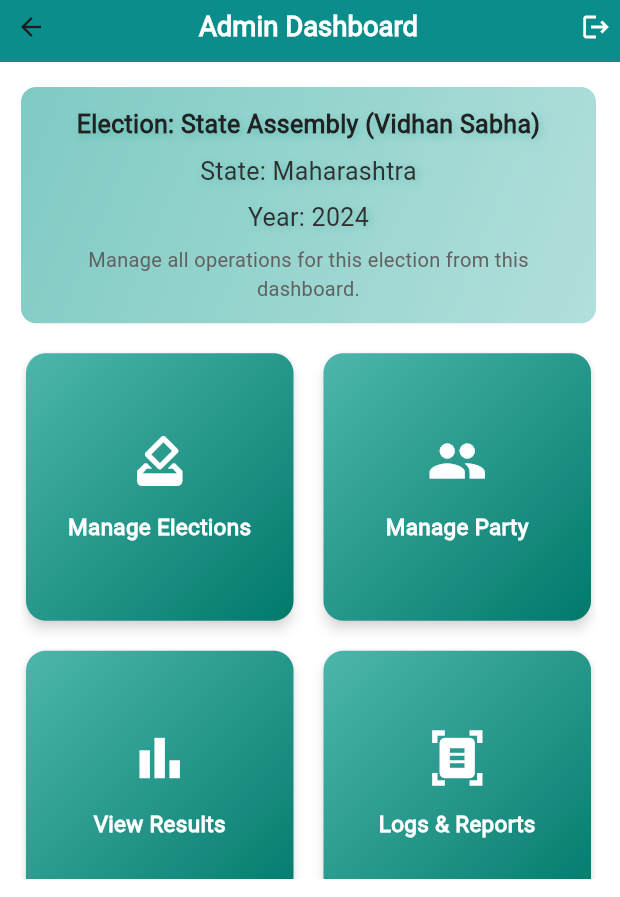 Admin Dashboard
Election: State Assembly (Vidhan Sabha)
State: Maharashtra
Year: 2024
Manage all operations for this election from this
dashboard.
Manage Elections
Manage Party
View Results
Logs & Reports